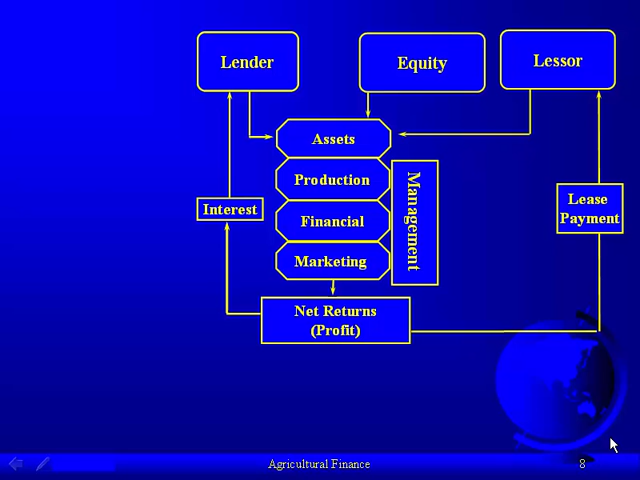 Lender
Equity
Lessor
Assets
Production
Management
Interest
Financial
Lease
Payment
Marketing
Net Returns
(Profit)
Agricultural Finance
8